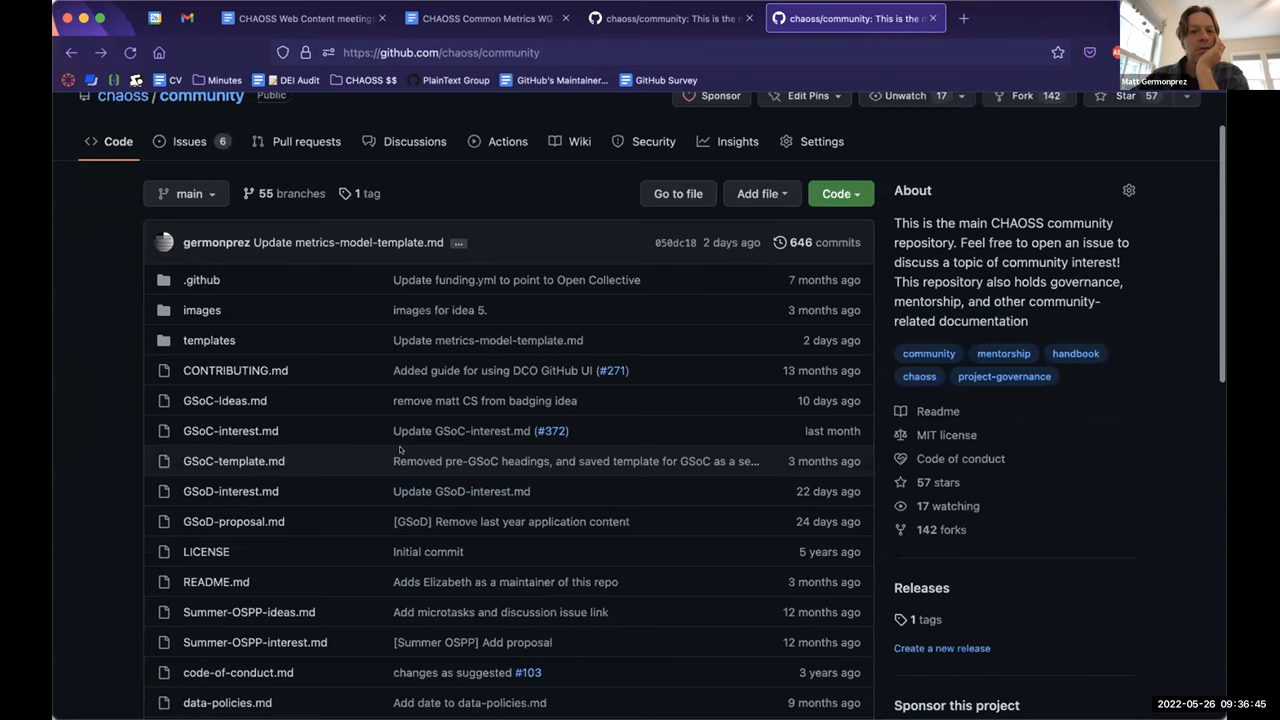 CHAOSS Web Content meeting
CHAOSS Common Metrics WG
chaoss/community: This is the m
chaoss/community: This is the m
https://github.com/chaoss/community
CV
Minutes
DEI Audit
CHAOSS $$
PlainText Group
GitHub's Maintainer...
GitHub Survey
Matt Germonprez
chaoss / community
Public
Sponsor
Edit Pins
Unwatch 17
Fork 142
Star 57
Code
Issues 6
Pull requests
Discussions
Actions
Wiki
Security
Insights
Settings
main
55 branches
1 tag
Go to file
Add file
Code
germonprez Update metrics-model-template.md ...
050dc18 2 days ago
646 commits
.github Update funding.yml to point to Open Collective 7 months ago
images images for idea 5. 3 months ago
templates Update metrics-model-template.md 2 days ago
CONTRIBUTING.md Added guide for using DCO GitHub UI (#271) 13 months ago
GSoC-Ideas.md remove matt CS from badging idea 10 days ago
GSoC-interest.md Update GSoC-interest.md (#372) last month
GSoC-template.md Removed pre-GSoC headings, and saved template for GSoC as a se... 3 months ago
GSoD-interest.md Update GSoD-interest.md 22 days ago
GSoD-proposal.md [GSoD] Remove last year application content 24 days ago
LICENSE Initial commit 5 years ago
README.md Adds Elizabeth as a maintainer of this repo 3 months ago
Summer-OSPP-ideas.md Add microtasks and discussion issue link 12 months ago
Summer-OSPP-interest.md [Summer OSPP] Add proposal 12 months ago
code-of-conduct.md changes as suggested #103 3 years ago
data-policies.md Add date to data-policies.md 9 months ago
About
This is the main CHAOSS community
repository. Feel free to open an issue to
discuss a topic of community interest!
This repository also holds governance,
mentorship, and other community-
related documentation
community mentorship handbook
chaoss project-governance
Readme
MIT license
Code of conduct
57 stars
17 watching
142 forks
Releases
1 tags
Create a new release
Sponsor this project
2022-05-26 09:36:45